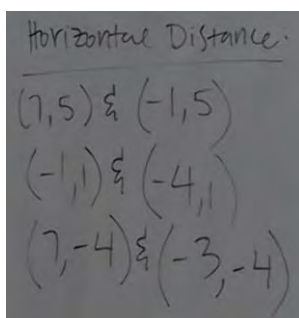 Horizontal Distance.
(7,5) & (-1,5)
(-1,1) & (-4,1)
(7,-4) & (-3,-4)